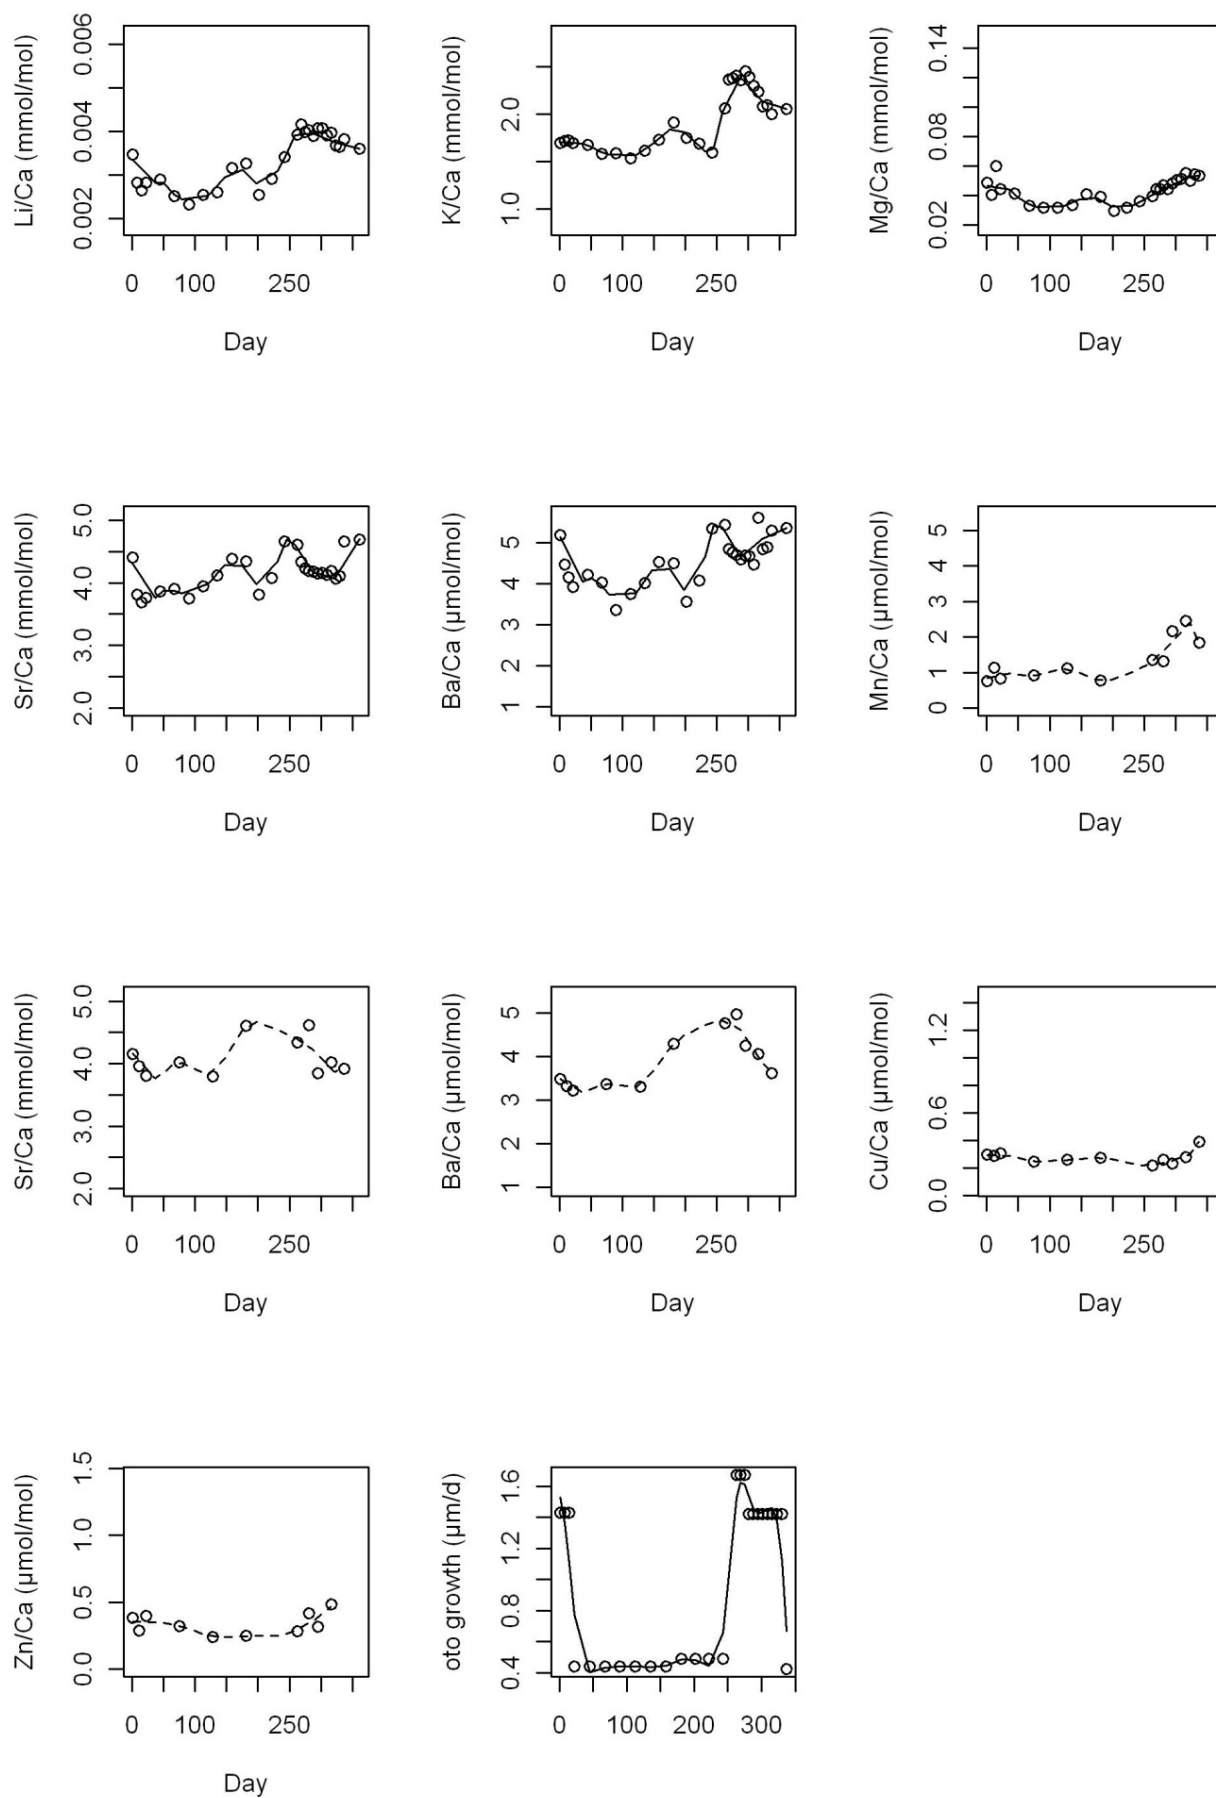 Li/Ca (mmol/mol)
0.002 0.004 0.006
0 100 250
Day
K/Ca (mmol/mol)
1.0 2.0
0 100 250
Day
Mg/Ca (mmol/mol)
0.02 0.08 0.14
0 100 250
Day
Sr/Ca (mmol/mol)
2.0 3.0 4.0 5.0
0 100 250
Day
Ba/Ca (µmol/mol)
1 2 3 4 5
0 100 250
Day
Mn/Ca (µmol/mol)
0 1 2 3 4 5
0 100 250
Day
Sr/Ca (mmol/mol)
2.0 3.0 4.0 5.0
0 100 250
Day
Ba/Ca (µmol/mol)
1 2 3 4 5
0 100 250
Day
Cu/Ca (µmol/mol)
0.0 0.6 1.2
0 100 250
Day
Zn/Ca (µmol/mol)
0.0 0.5 1.0 1.5
0 100 250
Day
oto growth (µm/d)
0.4 0.8 1.2 1.6
0 100 200 300